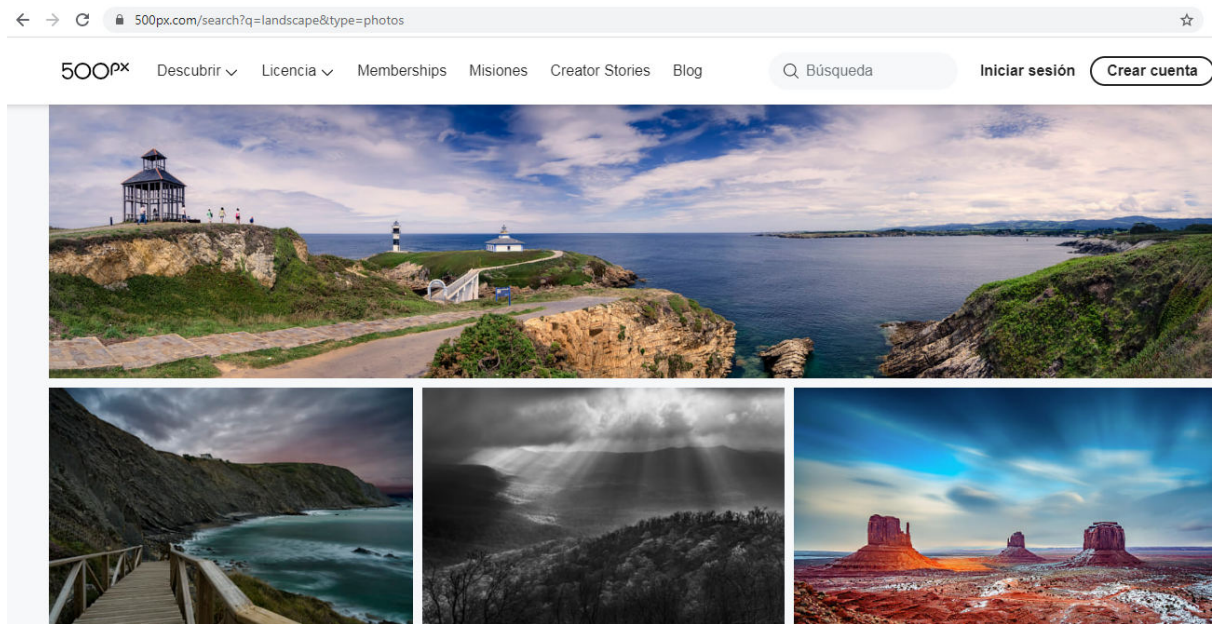 500px.com/search?q=landscape&type=photos
500px Descubrir Licencia Memberships Misiones Creator Stories Blog Búsqueda Iniciar sesión Crear cuenta